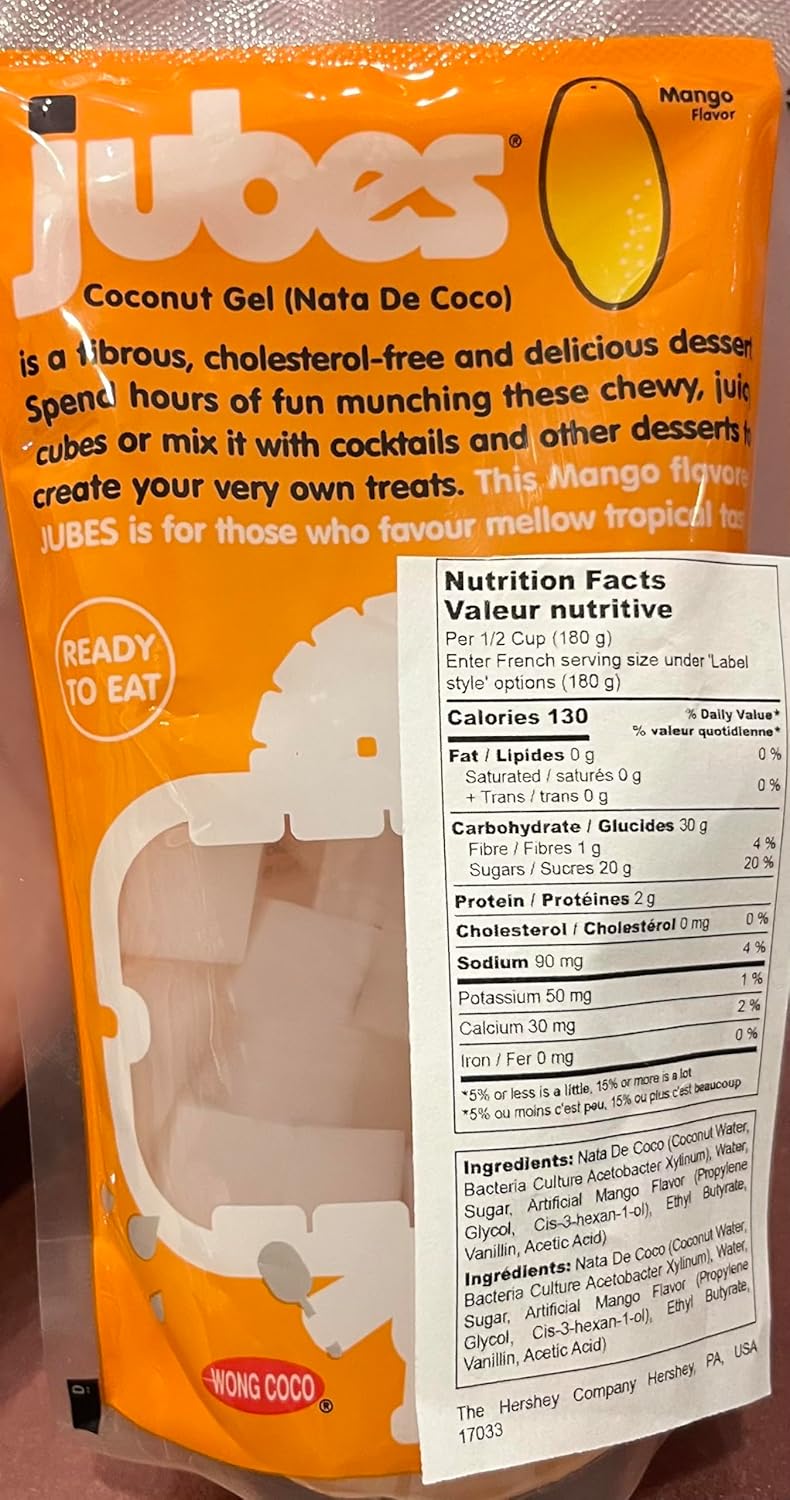 jubes®
Mango
Flavor
Coconut Gel (Nata De Coco)
is a fibrous, cholesterol-free and delicious
Spend hours of fun munching these chewy,
cubes or mix it with cocktails and other desserts
create your very own treats. This Mango
JUBES is for those who favour mellow tropical
READY
TO EAT
Nutrition Facts
Valeur nutritive
Per 1/2 Cup (180 g)
Enter French serving size under 'Label
style' options (180 g)
Calories 130
% Daily Value*
% valeur quotidienne*
Fat / Lipides 0 g 0 %
Saturated / saturés 0 g
+ Trans / trans 0 g 0 %
Carbohydrate / Glucides 30 g
Fibre / Fibres 1 g 4 %
Sugars / Sucres 20 g 20 %
Protein / Protéines 2 g
Cholesterol / Cholestérol 0 mg 0 %
Sodium 90 mg 4 %
Potassium 50 mg 1 %
Calcium 30 mg 2 %
Iron / Fer 0 mg 0 %
*5% or less is a little, 15% or more is a lot
*5% ou moins c'est peu, 15% ou plus c'est beaucoup
Ingredients: Nata De Coco (Coconut Water,
Bacteria Culture Acetobacter Xylinum), Water,
Sugar, Artificial Mango Flavor (Propylene
Glycol, Cis-3-hexan-1-ol), Ethyl Butyrate,
Vanillin, Acetic Acid)
Ingrédients: Nata De Coco (Coconut Water,
Bacteria Culture Acetobacter Xylinum), Water,
Sugar, Artificial Mango Flavor (Propylene
Glycol, Cis-3-hexan-1-ol), Ethyl Butyrate,
Vanillin, Acetic Acid)
The Hershey Company Hershey, PA, USA
17033
WONG COCO®
D: